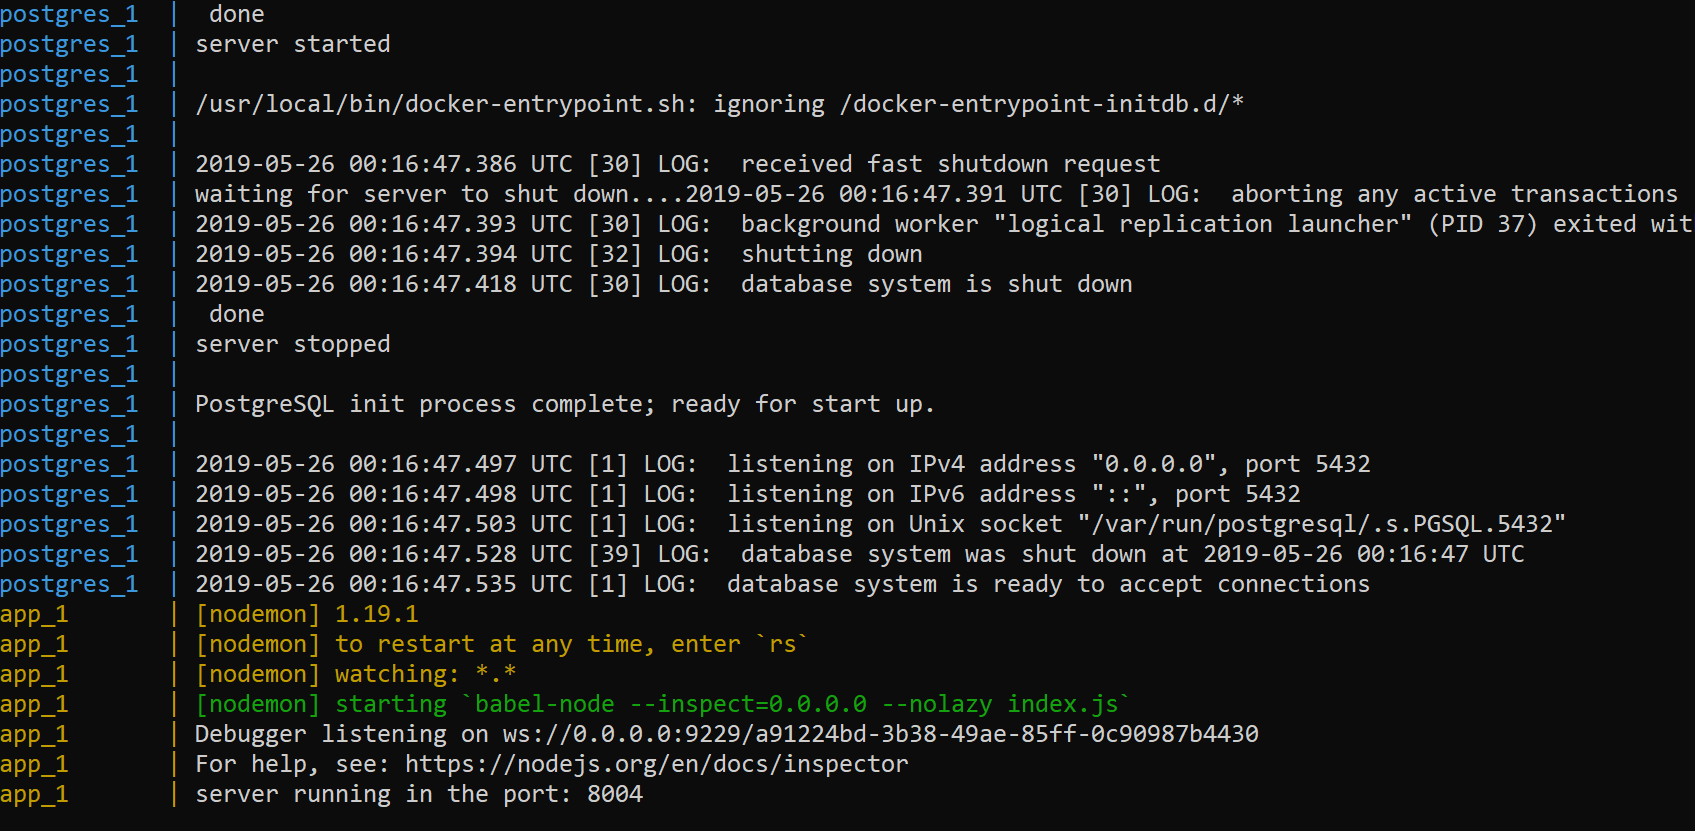 postgres_1  |  done
postgres_1  | server started
postgres_1  |
postgres_1  | /usr/local/bin/docker-entrypoint.sh: ignoring /docker-entrypoint-initdb.d/*
postgres_1  |
postgres_1  | 2019-05-26 00:16:47.386 UTC [30] LOG:  received fast shutdown request
postgres_1  | waiting for server to shut down....2019-05-26 00:16:47.391 UTC [30] LOG:  aborting any active transactions
postgres_1  | 2019-05-26 00:16:47.393 UTC [30] LOG:  background worker "logical replication launcher" (PID 37) exited wit
postgres_1  | 2019-05-26 00:16:47.394 UTC [32] LOG:  shutting down
postgres_1  | 2019-05-26 00:16:47.418 UTC [30] LOG:  database system is shut down
postgres_1  |  done
postgres_1  | server stopped
postgres_1  |
postgres_1  | PostgreSQL init process complete; ready for start up.
postgres_1  |
postgres_1  | 2019-05-26 00:16:47.497 UTC [1] LOG:  listening on IPv4 address "0.0.0.0", port 5432
postgres_1  | 2019-05-26 00:16:47.498 UTC [1] LOG:  listening on IPv6 address "::", port 5432
postgres_1  | 2019-05-26 00:16:47.503 UTC [1] LOG:  listening on Unix socket "/var/run/postgresql/.s.PGSQL.5432"
postgres_1  | 2019-05-26 00:16:47.528 UTC [39] LOG:  database system was shut down at 2019-05-26 00:16:47 UTC
postgres_1  | 2019-05-26 00:16:47.535 UTC [1] LOG:  database system is ready to accept connections
app_1       | [nodemon] 1.19.1
app_1       | [nodemon] to restart at any time, enter `rs`
app_1       | [nodemon] watching: *.*
app_1       | [nodemon] starting `babel-node --inspect=0.0.0.0 --nolazy index.js`
app_1       | Debugger listening on ws://0.0.0.0:9229/a91224bd-3b38-49ae-85ff-0c90987b4430
app_1       | For help, see: https://nodejs.org/en/docs/inspector
app_1       | server running in the port: 8004